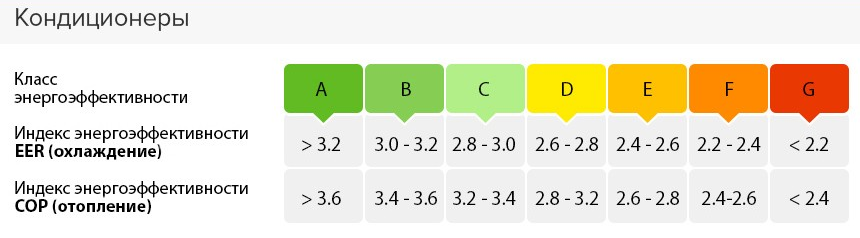 Кондиционеры
Класс
энергоэффективности
A B C D E F G
Индекс энергоэффективности
EER (охлаждение)
> 3.2 3.0 - 3.2 2.8 - 3.0 2.6 - 2.8 2.4 - 2.6 2.2 - 2.4 < 2.2
Индекс энергоэффективности
COP (отопление)
> 3.6 3.4 - 3.6 3.2 - 3.4 2.8 - 3.2 2.6 - 2.8 2.4-2.6 < 2.4